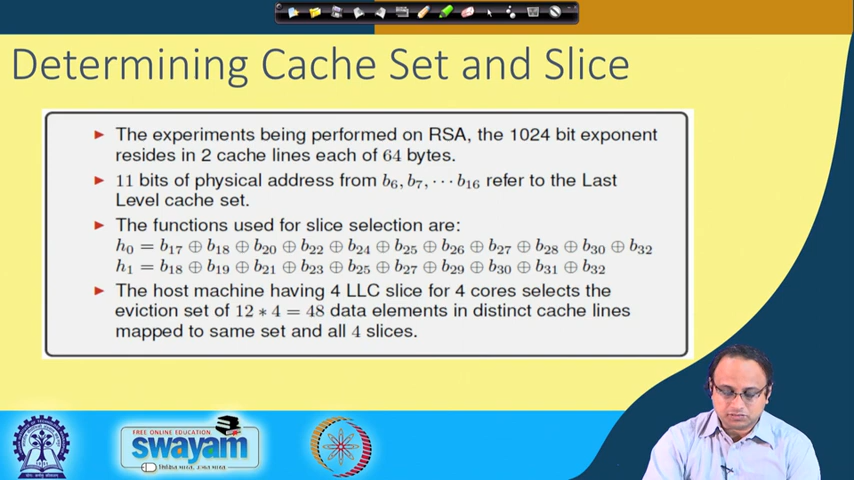 Determining Cache Set and Slice
► The experiments being performed on RSA, the 1024 bit exponent
resides in 2 cache lines each of 64 bytes.
► 11 bits of physical address from b₆, b₇, ⋯ b₁₆ refer to the Last
Level cache set.
► The functions used for slice selection are:
h₀ = b₁₇ ⊕ b₁₈ ⊕ b₂₀ ⊕ b₂₂ ⊕ b₂₄ ⊕ b₂₅ ⊕ b₂₆ ⊕ b₂₇ ⊕ b₂₈ ⊕ b₃₀ ⊕ b₃₂
h₁ = b₁₈ ⊕ b₁₉ ⊕ b₂₁ ⊕ b₂₃ ⊕ b₂₅ ⊕ b₂₇ ⊕ b₂₉ ⊕ b₃₀ ⊕ b₃₁ ⊕ b₃₂
► The host machine having 4 LLC slice for 4 cores selects the
eviction set of 12 ∗ 4 = 48 data elements in distinct cache lines
mapped to same set and all 4 slices.
FREE ONLINE EDUCATION
swayam